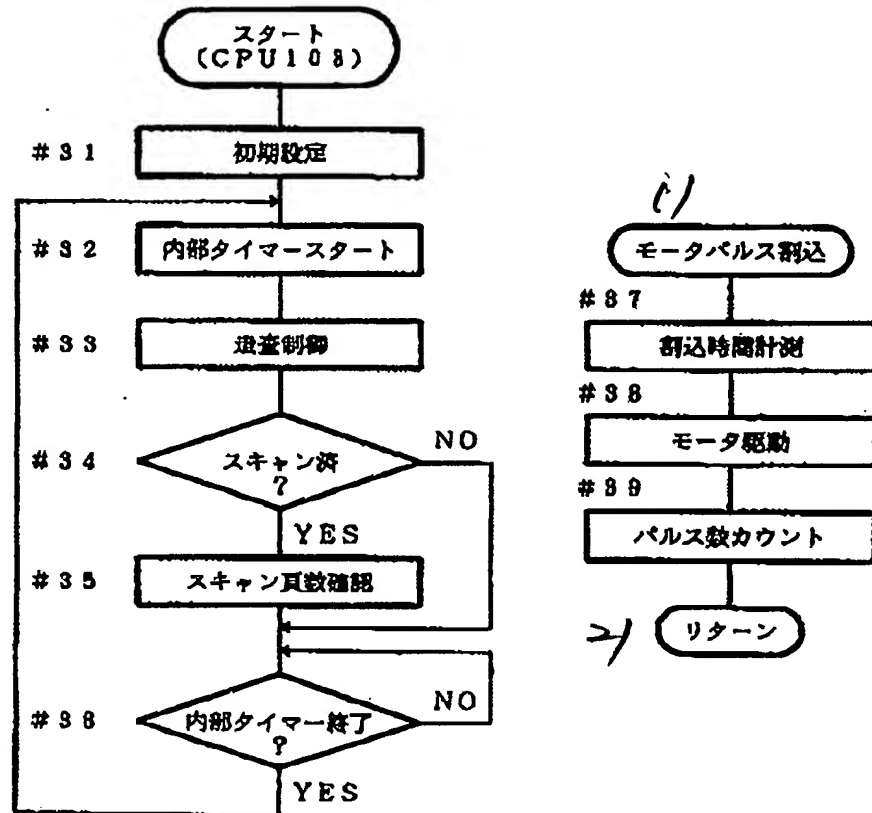 スタート
(CPU103)
#31
初期設定
#32
内部タイマースタート
#33
走査制御
#34
スキャン済
?
NO
YES
#35
スキャン頁数確認
#36
内部タイマー終了
?
NO
YES
1)
モータパルス割込
#37
割込時間計測
#38
モータ駆動
#39
パルス数カウント
2)
リターン